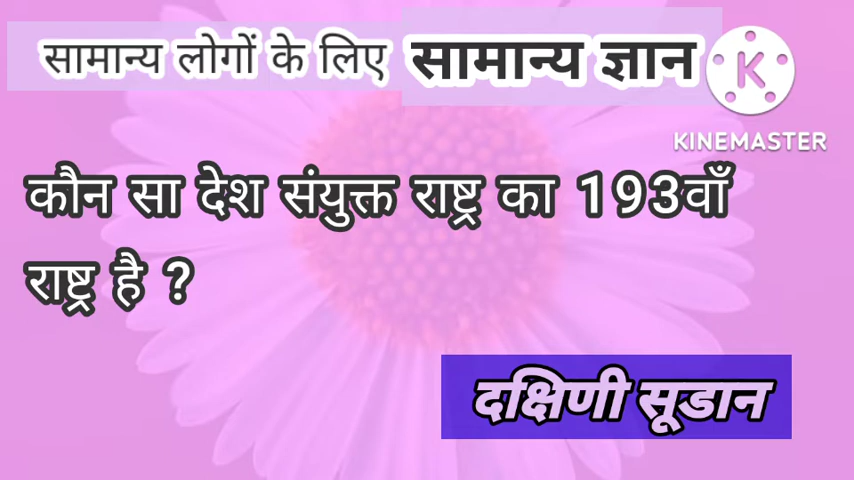 सामान्य लोगों के लिए सामान्य ज्ञान
K
KINEMASTER
कौन सा देश संयुक्त राष्ट्र का 193वाँ
राष्ट्र है ?
दक्षिणी सूडान